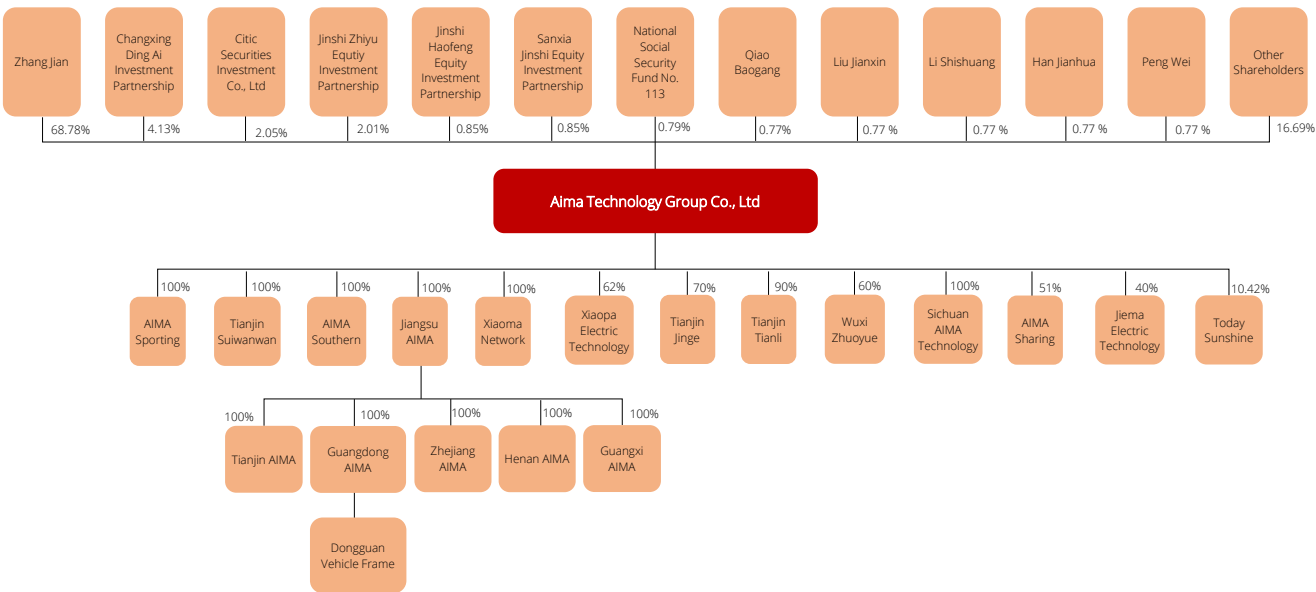 Zhang Jian
Changxing
Ding Ai
Investment
Partnership
Citic
Securities
Investment
Co., Ltd
Jinshi Zhiyu
Equtiy
Investment
Partnership
Jinshi
Haofeng
Equity
Investment
Partnership
Sanxia
Jinshi Equity
Investment
Partnership
National
Social
Security
Fund No.
113
Qiao
Baogang
Liu Jianxin
Li Shishuang
Han Jianhua
Peng Wei
Other
Shareholders
68.78%
4.13%
2.05%
2.01%
0.85%
0.85%
0.79%
0.77%
0.77 %
0.77 %
0.77 %
0.77 %
16.69%
Aima Technology Group Co., Ltd
100%
100%
100%
100%
100%
62%
70%
90%
60%
100%
51%
40%
10.42%
AIMA
Sporting
Tianjin
Suiwanwan
AIMA
Southern
Jiangsu
AIMA
Xiaoma
Network
Xiaopa
Electric
Technology
Tianjin
Jinge
Tianjin
Tianli
Wuxi
Zhuoyue
Sichuan
AIMA
Technology
AIMA
Sharing
Jiema
Electric
Technology
Today
Sunshine
100%
100%
100%
100%
100%
Tianjin AIMA
Guangdong
AIMA
Zhejiang
AIMA
Henan AIMA
Guangxi
AIMA
Dongguan
Vehicle Frame